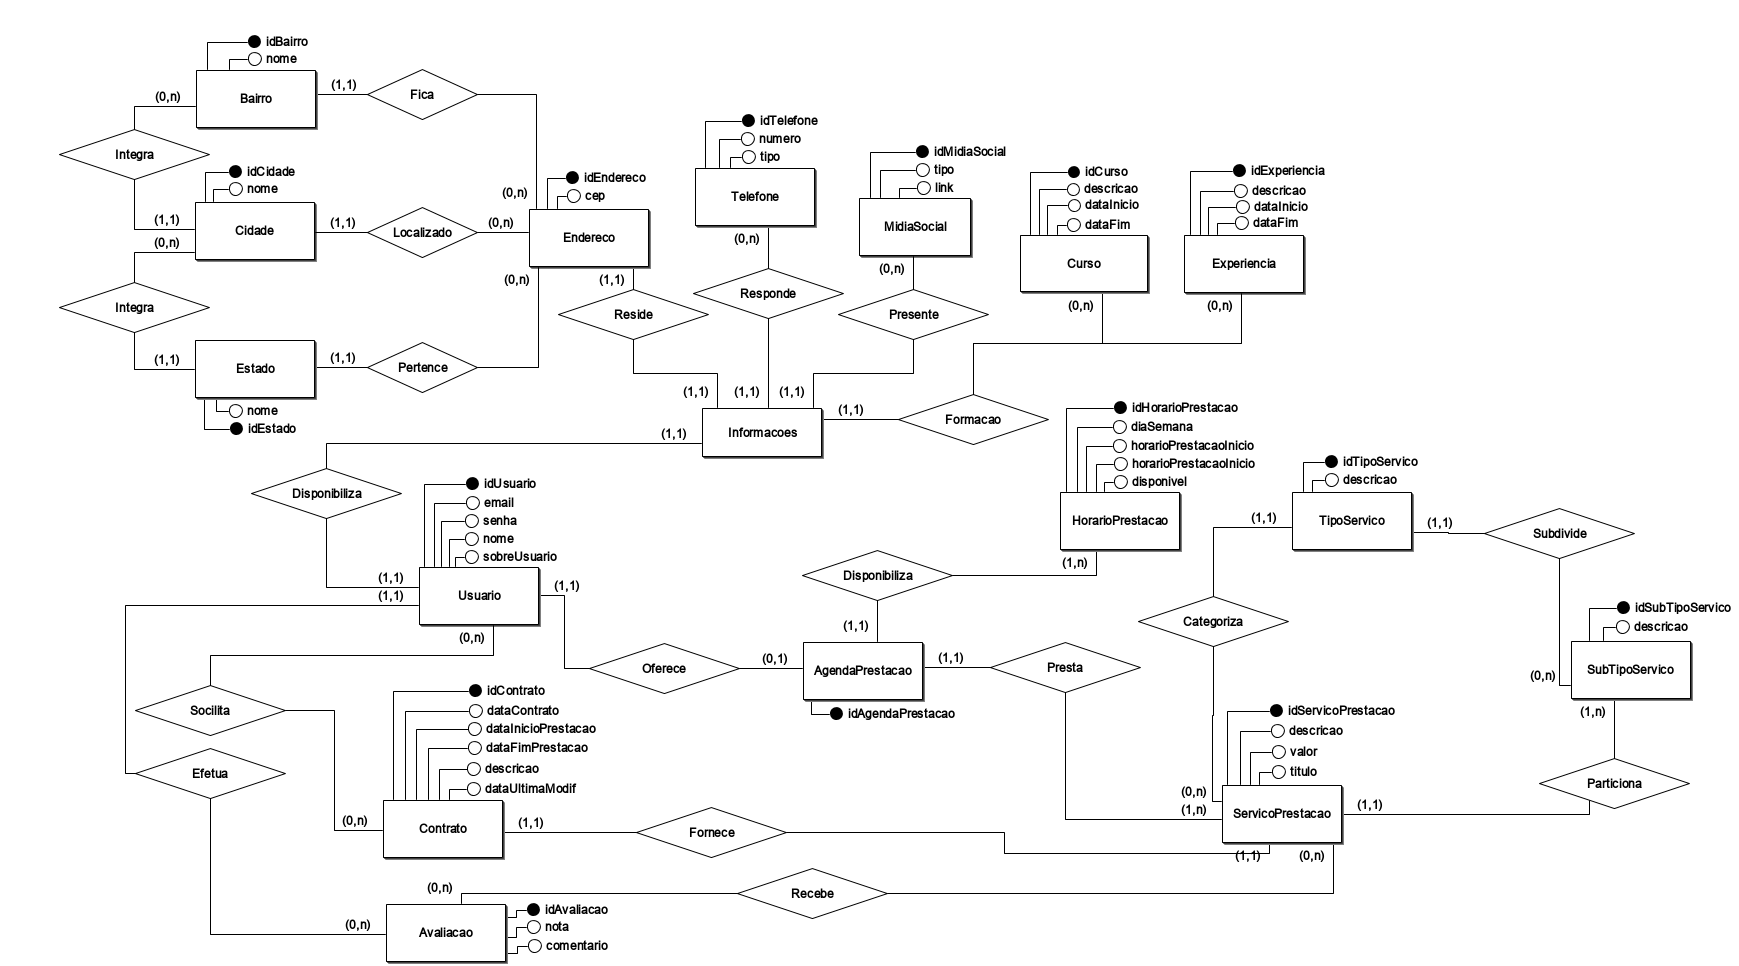 idBairro
nome
Bairro
(1,1)
Fica
(0,n)
Integra
(1,1)
idCidade
nome
Cidade
(1,1)
Localizado
(0,n)
(0,n)
(0,n)
Integra
(1,1)
Estado
(1,1)
Pertence
(0,n)
nome
idEstado
idEndereco
cep
Endereco
(1,1)
Reside
(1,1)
idTelefone
numero
tipo
Telefone
(0,n)
Responde
(1,1)
idMidiaSocial
tipo
link
MidiaSocial
(0,n)
Presente
(1,1)
idCurso
descricao
dataInicio
dataFim
Curso
(0,n)
idExperiencia
descricao
dataInicio
dataFim
Experiencia
(0,n)
Formacao
(1,1)
Informacoes
(1,1)
Disponibiliza
(1,1)
(1,1)
idUsuario
email
senha
nome
sobreUsuario
Usuario
(1,1)
(0,n)
Oferece
(0,1)
idHorarioPrestacao
diaSemana
horarioPrestacaoInicio
horarioPrestacaoInicio
disponivel
HorarioPrestacao
(1,n)
Disponibiliza
(1,1)
AgendaPrestacao
idAgendaPrestacao
(1,1)
Presta
(1,n)
idTipoServico
descricao
TipoServico
(1,1)
(1,1)
Subdivide
Categoriza
(0,n)
idSubTipoServico
descricao
SubTipoServico
(0,n)
(1,n)
Particiona
(1,1)
idServicoPrestacao
descricao
valor
titulo
ServicoPrestacao
(1,1)
(0,n)
Socilita
(0,n)
Efetua
(0,n)
idContrato
dataContrato
dataInicioPrestacao
dataFimPrestacao
descricao
dataUltimaModif
Contrato
(1,1)
Fornece
Recebe
(0,n)
Avaliacao
idAvaliacao
nota
comentario